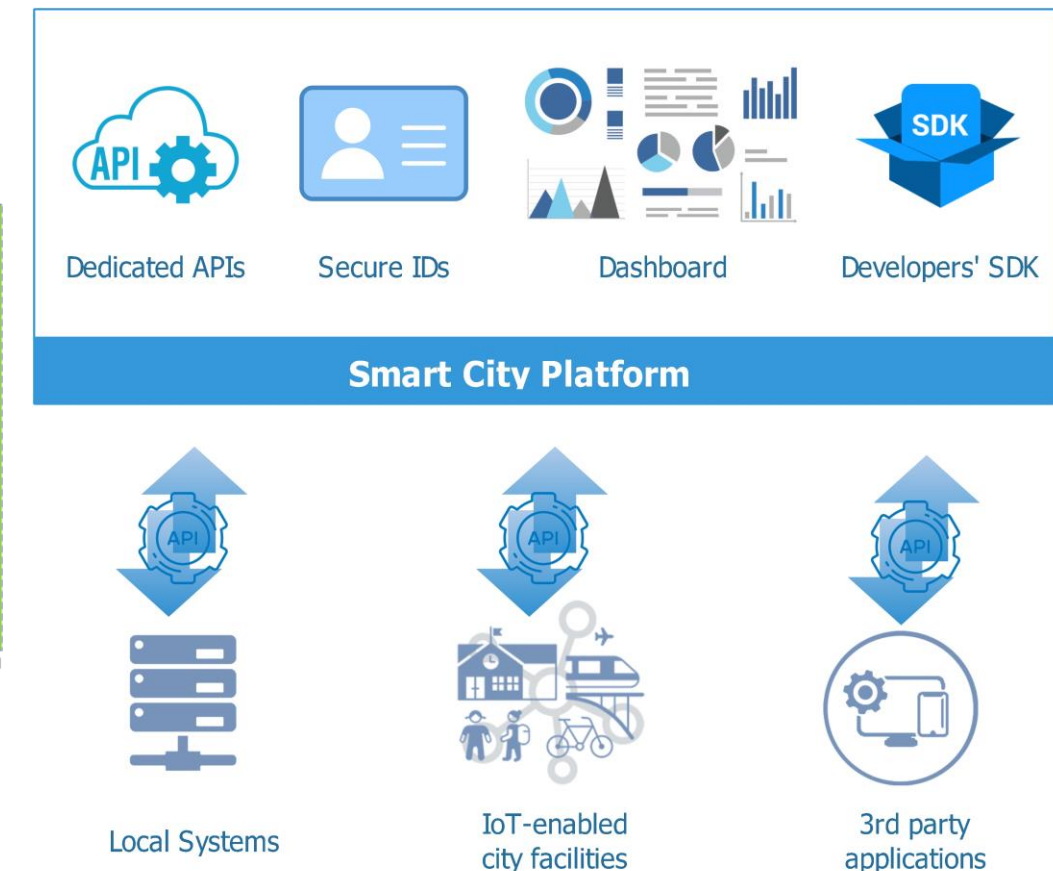 API
SDK
Dedicated APIs
Secure IDs
Dashboard
Developers' SDK
Smart City Platform
API
API
API
Local Systems
IoT-enabled
city facilities
3rd party
applications